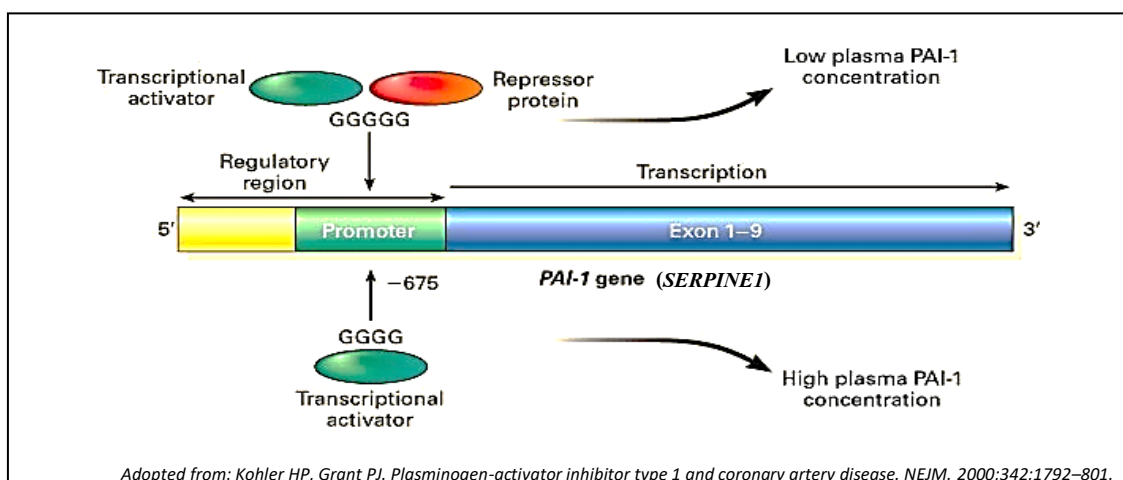 Transcriptional
activator
Repressor
protein
Low plasma PAI-1
concentration
GGGGG
Regulatory
region
Transcription
5′
Promoter
Exon 1–9
3′
−675
PAI-1 gene (SERPINE1)
GGGG
Transcriptional
activator
High plasma PAI-1
concentration
Adopted from: Kohler HP, Grant PJ. Plasminogen-activator inhibitor type 1 and coronary artery disease. NEJM. 2000;342:1792–801.